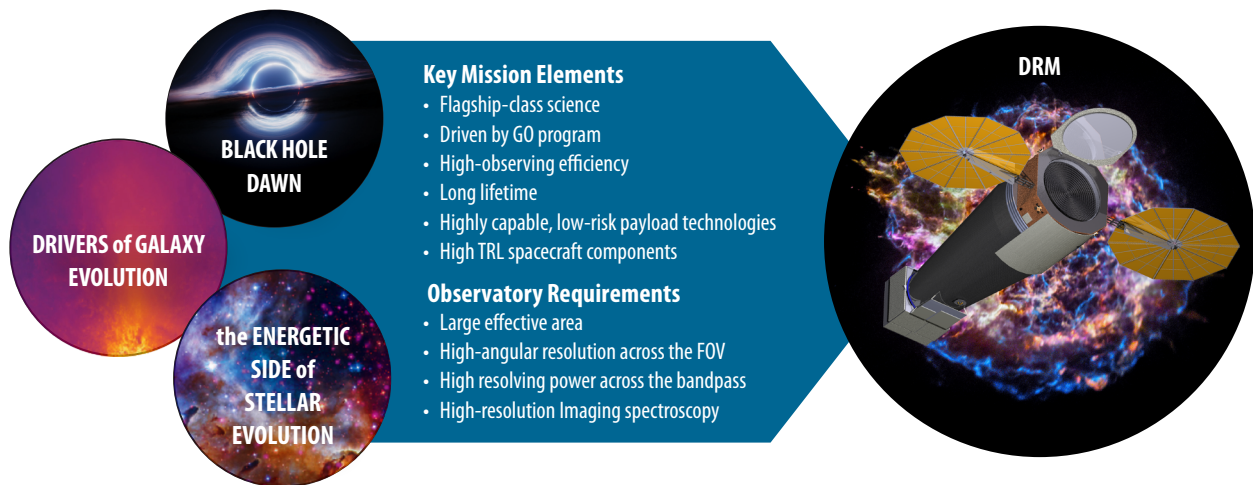 BLACK HOLE
DAWN
DRIVERS of GALAXY
EVOLUTION
the ENERGETIC
SIDE of
STELLAR
EVOLUTION
Key Mission Elements
• Flagship-class science
• Driven by GO program
• High-observing efficiency
• Long lifetime
• Highly capable, low-risk payload technologies
• High TRL spacecraft components
Observatory Requirements
• Large effective area
• High-angular resolution across the FOV
• High resolving power across the bandpass
• High-resolution Imaging spectroscopy
DRM